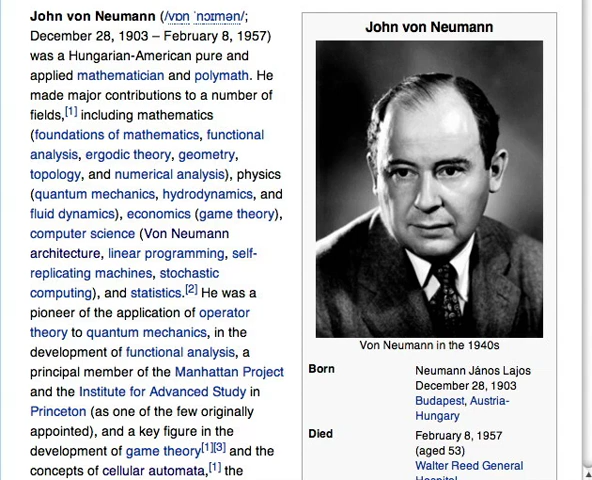 John von Neumann (/vɒn ˈnɔɪmən/;
December 28, 1903 – February 8, 1957)
was a Hungarian-American pure and
applied mathematician and polymath. He
made major contributions to a number of
fields,[1] including mathematics
(foundations of mathematics, functional
analysis, ergodic theory, geometry,
topology, and numerical analysis), physics
(quantum mechanics, hydrodynamics, and
fluid dynamics), economics (game theory),
computer science (Von Neumann
architecture, linear programming, self-
replicating machines, stochastic
computing), and statistics.[2] He was a
pioneer of the application of operator
theory to quantum mechanics, in the
development of functional analysis, a
principal member of the Manhattan Project
and the Institute for Advanced Study in
Princeton (as one of the few originally
appointed), and a key figure in the
development of game theory[1][3] and the
concepts of cellular automata,[1] the
John von Neumann
Von Neumann in the 1940s
Born
Neumann János Lajos
December 28, 1903
Budapest, Austria-
Hungary
Died
February 8, 1957
(aged 53)
Walter Reed General
Hospital